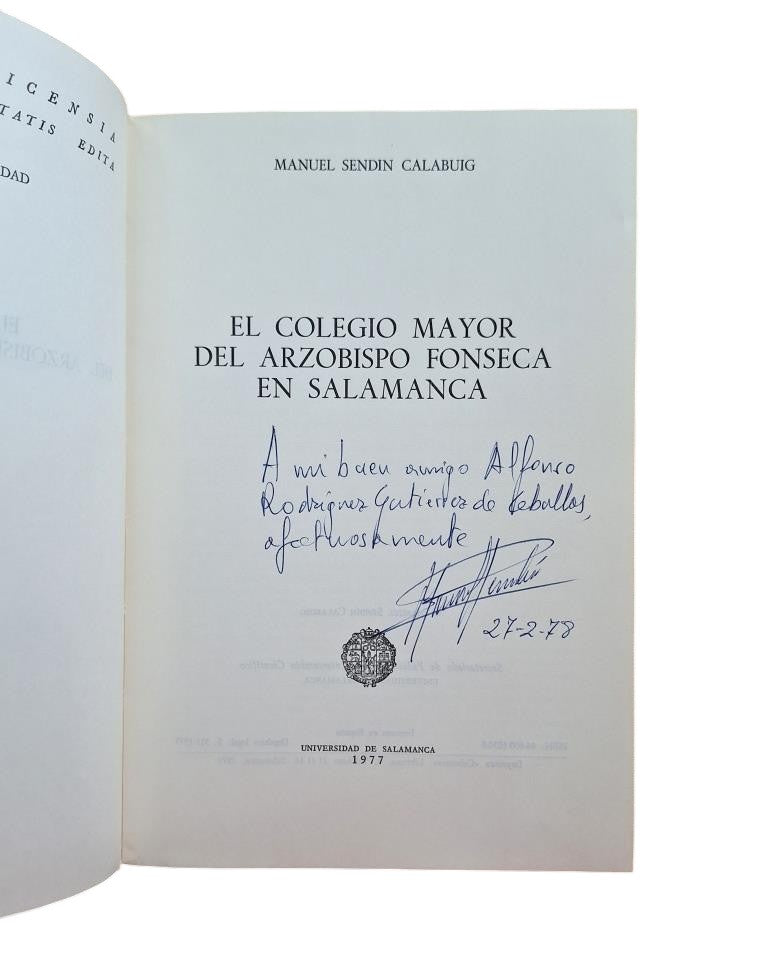 ICENSIA
TATIS EDITA
DAD
MANUEL SENDIN CALABUIG
EL COLEGIO MAYOR
DEL ARZOBISPO FONSECA
EN SALAMANCA
A mi buen amigo Alfonso
Rodríguez Gutiérrez de Ceballos,
afectuosamente
27-2-78
UNIVERSIDAD DE SALAMANCA
1977